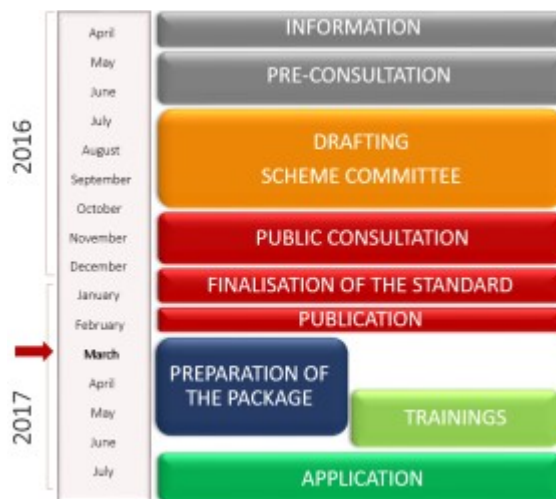 2016
2017
April
May
June
July
August
September
October
November
December
January
February
March
April
May
June
July
INFORMATION
PRE-CONSULTATION
DRAFTING
SCHEME COMMITTEE
PUBLIC CONSULTATION
FINALISATION OF THE STANDARD
PUBLICATION
PREPARATION OF
THE PACKAGE
TRAININGS
APPLICATION